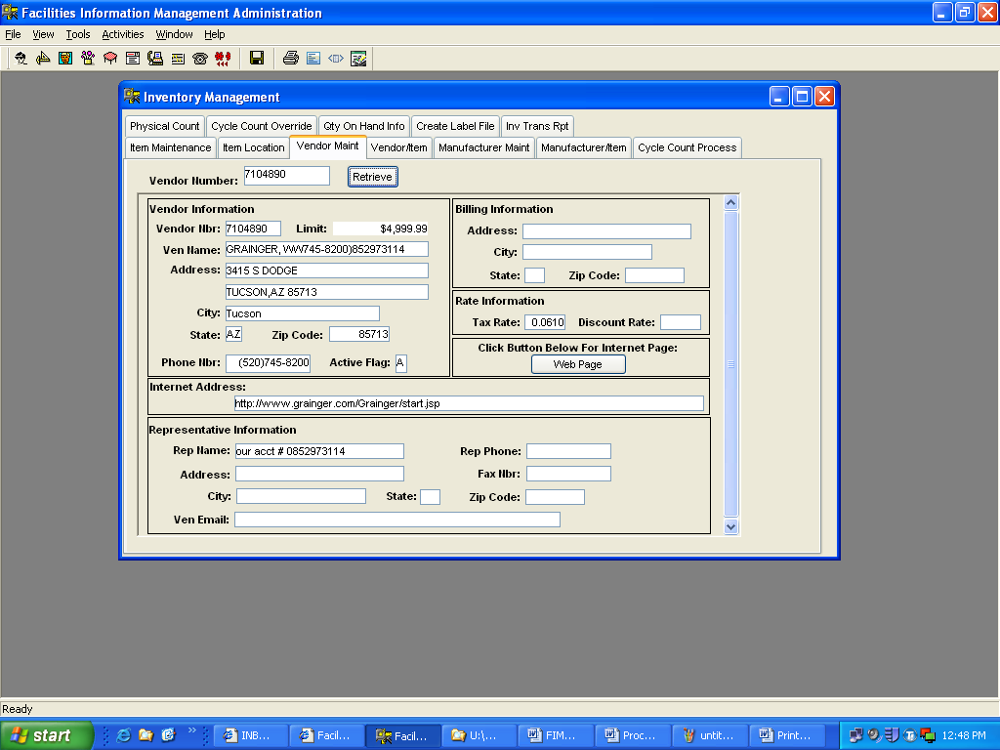 Facilities Information Management Administration
File View Tools Activities Window Help
Inventory Management
Physical Count Cycle Count Override Qty On Hand Info Create Label File Inv Trans Rpt
Item Maintenance Item Location Vendor Maint Vendor/Item Manufacturer Maint Manufacturer/Item Cycle Count Process
Vendor Number: 7104890 Retrieve
Vendor Information
Vendor Nbr: 7104890 Limit: $4,999.99
Ven Name: GRAINGER, WW745-8200)852973114
Address: 3415 S DODGE
TUCSON,AZ 85713
City: Tucson
State: AZ Zip Code: 85713
Phone Nbr: (520)745-8200 Active Flag: A
Billing Information
Address:
City:
State: Zip Code:
Rate Information
Tax Rate: 0.0610 Discount Rate:
Click Button Below For Internet Page:
Web Page
Internet Address:
http://www.grainger.com/Grainger/start.jsp
Representative Information
Rep Name: our acct # 0852973114 Rep Phone:
Address: Fax Nbr:
City: State: Zip Code:
Ven Email:
Ready
start INB... Facil... Facil... U:\... FIM... Proc... untit... Print... 12:48 PM